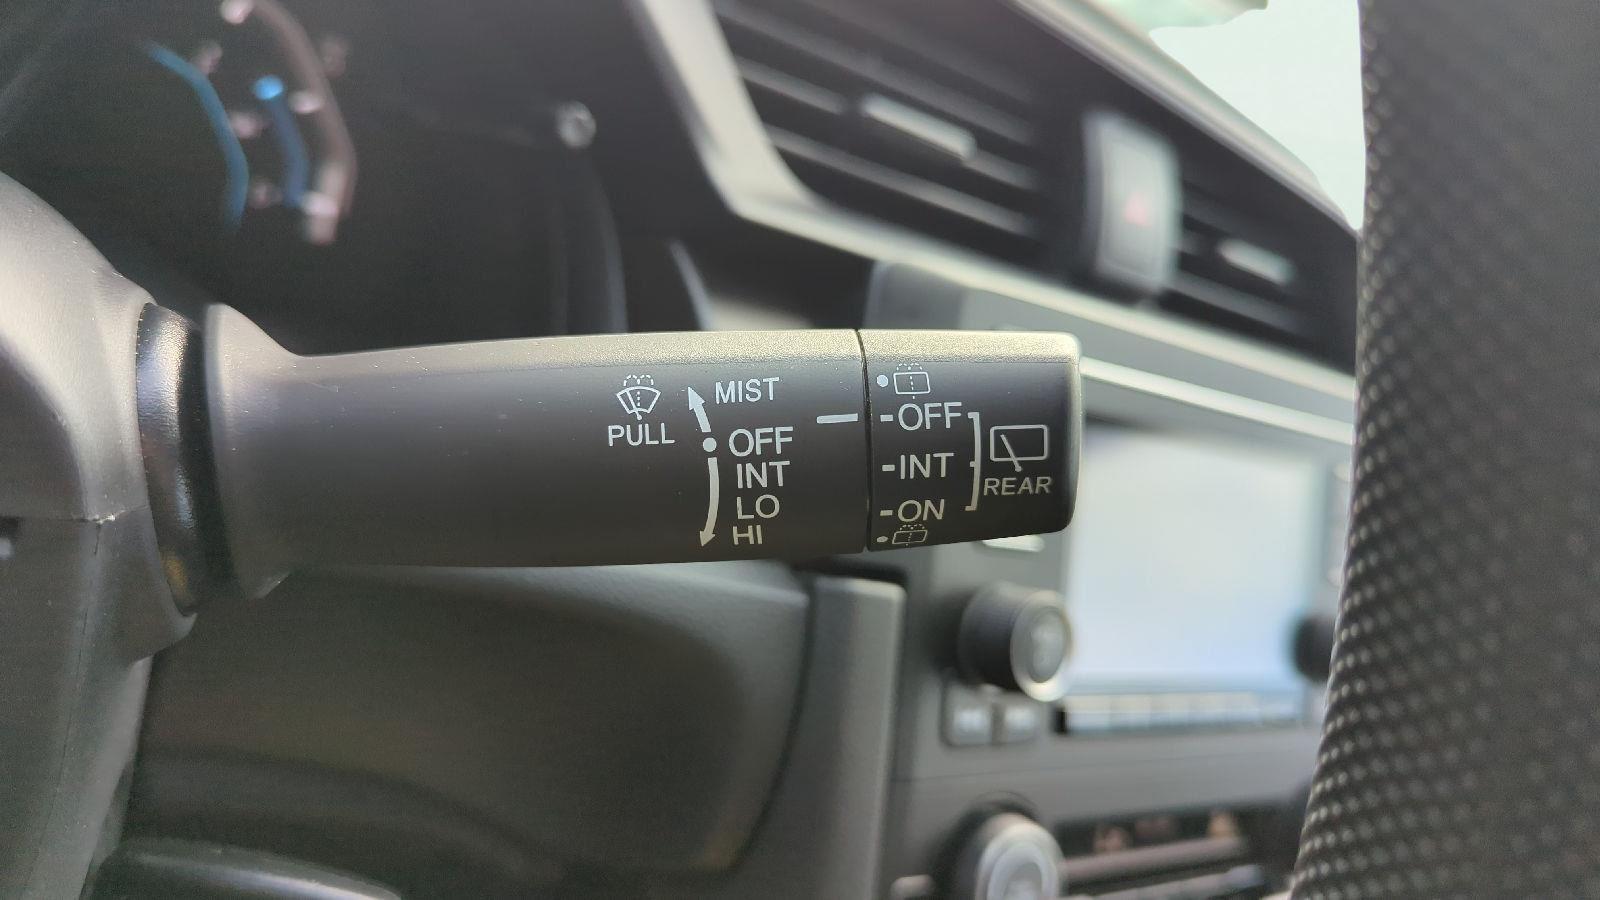 PULL
MIST
OFF
INT
LO
HI
-OFF
-INT
-ON
REAR